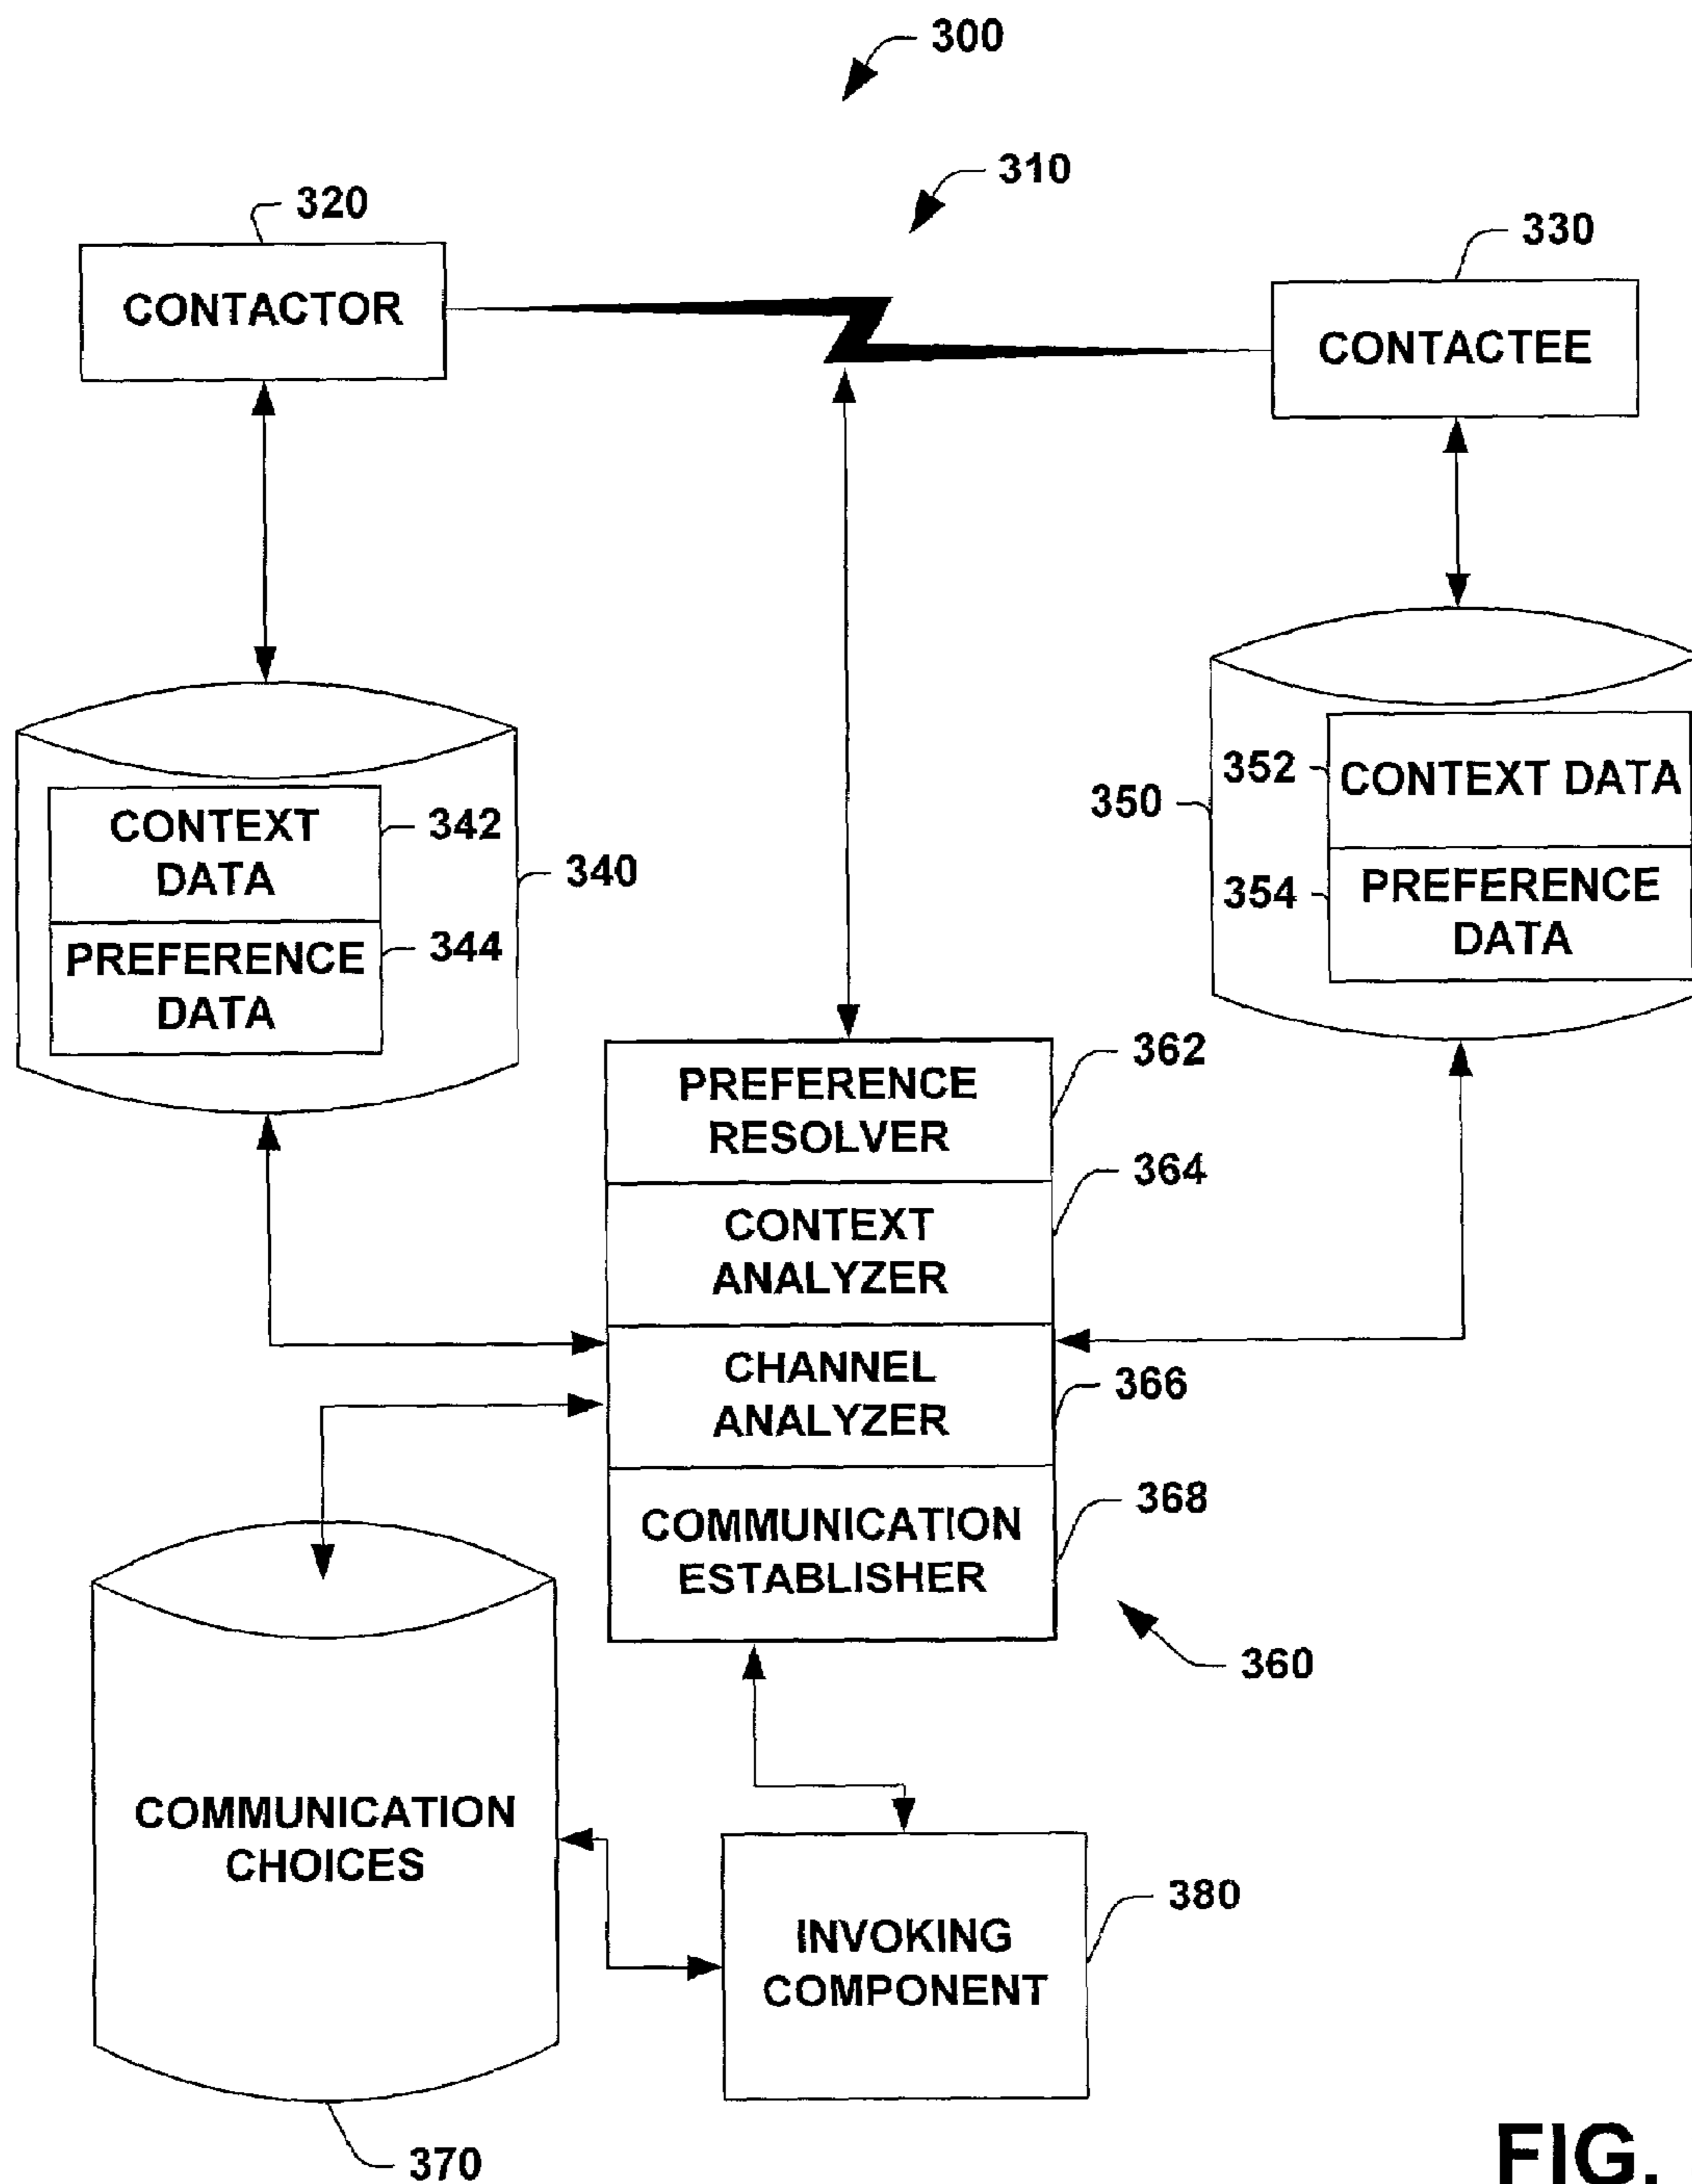 300
310
320
330
CONTACTOR
CONTACTEE
352
CONTEXT DATA
350
CONTEXT
DATA
342
340
354
PREFERENCE
DATA
PREFERENCE
DATA
344
362
PREFERENCE
RESOLVER
364
CONTEXT
ANALYZER
CHANNEL
ANALYZER
366
368
COMMUNICATION
ESTABLISHER
360
COMMUNICATION
CHOICES
380
INVOKING
COMPONENT
370
FIG.